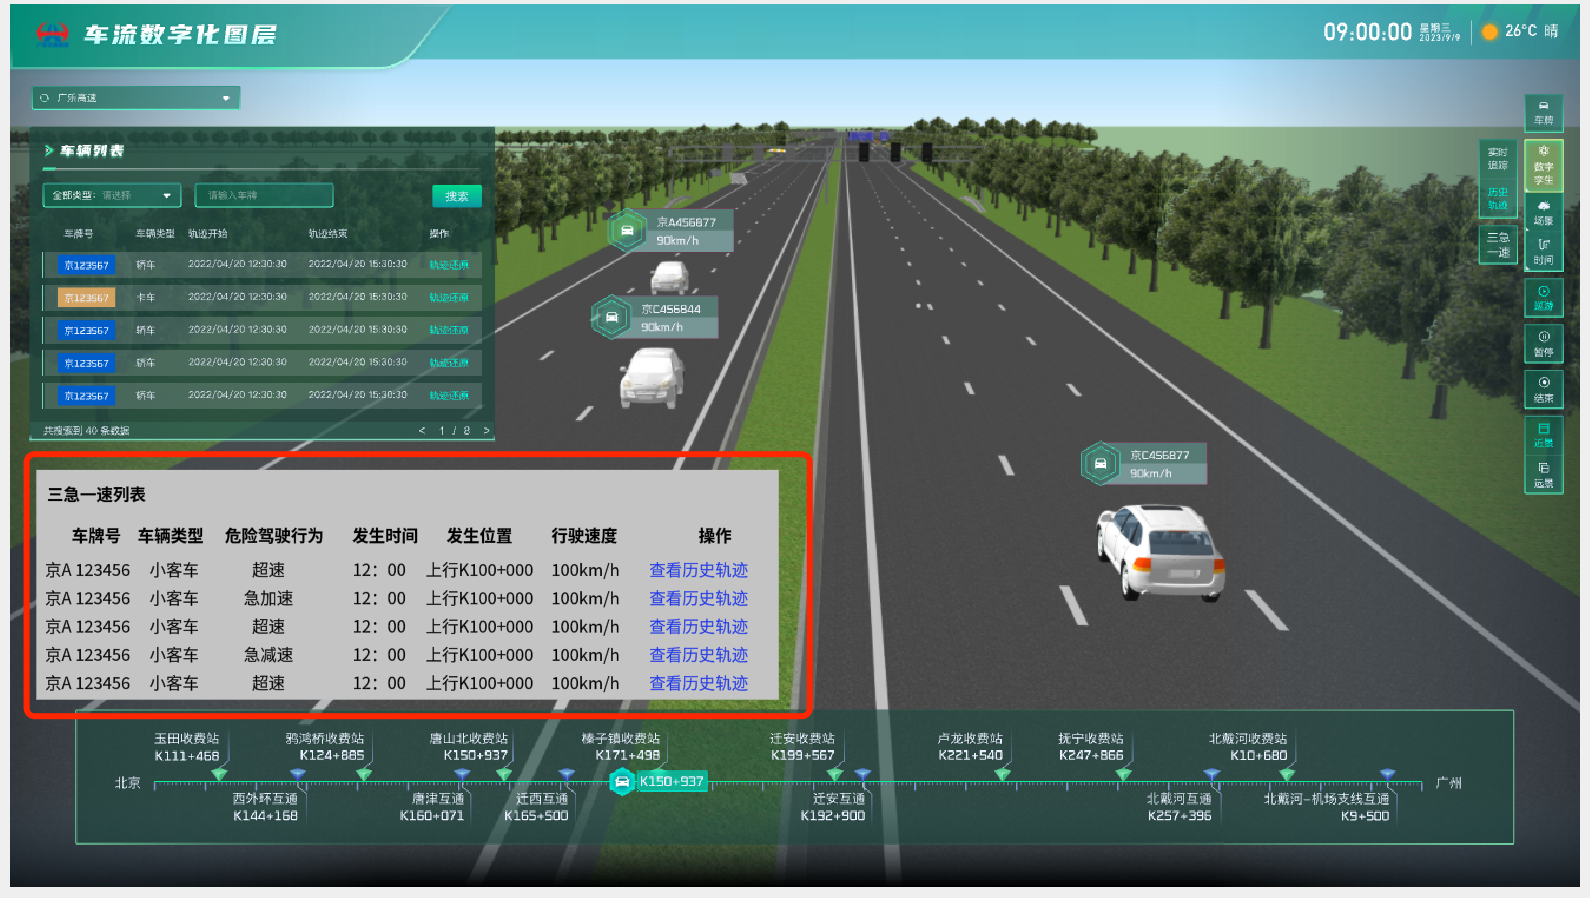 车流数字化图层
09:00:00 星期三 2023/9/9 26°C 晴
广乐高速
车辆列表
全部类型: 请选择 请输入车牌 搜索
车牌号 车辆类型 轨迹开始 轨迹结束 操作
京123567 轿车 2022/04/20 12:30:30 2022/04/20 15:30:30 轨迹还原
京123567 卡车 2022/04/20 12:30:30 2022/04/20 15:30:30 轨迹还原
京123567 轿车 2022/04/20 12:30:30 2022/04/20 15:30:30 轨迹还原
京123567 轿车 2022/04/20 12:30:30 2022/04/20 15:30:30 轨迹还原
京123567 轿车 2022/04/20 12:30:30 2022/04/20 15:30:30 轨迹还原
共搜索到 40 条数据 < 1 / 8 >
京A456877
90km/h
京C456844
90km/h
京C456877
90km/h
车牌
实时追踪
历史轨迹
三急一速
数字孪生
场景
时间
巡游
暂停
结束
近景
远景
三急一速列表
车牌号 车辆类型 危险驾驶行为 发生时间 发生位置 行驶速度 操作
京A 123456 小客车 超速 12：00 上行K100+000 100km/h 查看历史轨迹
京A 123456 小客车 急加速 12：00 上行K100+000 100km/h 查看历史轨迹
京A 123456 小客车 超速 12：00 上行K100+000 100km/h 查看历史轨迹
京A 123456 小客车 急减速 12：00 上行K100+000 100km/h 查看历史轨迹
京A 123456 小客车 超速 12：00 上行K100+000 100km/h 查看历史轨迹
玉田收费站 鸦鸿桥收费站 唐山北收费站 榛子镇收费站 迁安收费站 卢龙收费站 抚宁收费站 北戴河收费站
K111+468 K124+885 K150+937 K171+498 K199+567 K221+540 K247+866 K10+680
北京 K150+937 广州
西外环互通 唐津互通 迁西互通 迁安互通 北戴河互通 北戴河-机场支线互通
K144+168 K160+071 K165+500 K192+900 K257+396 K9+500